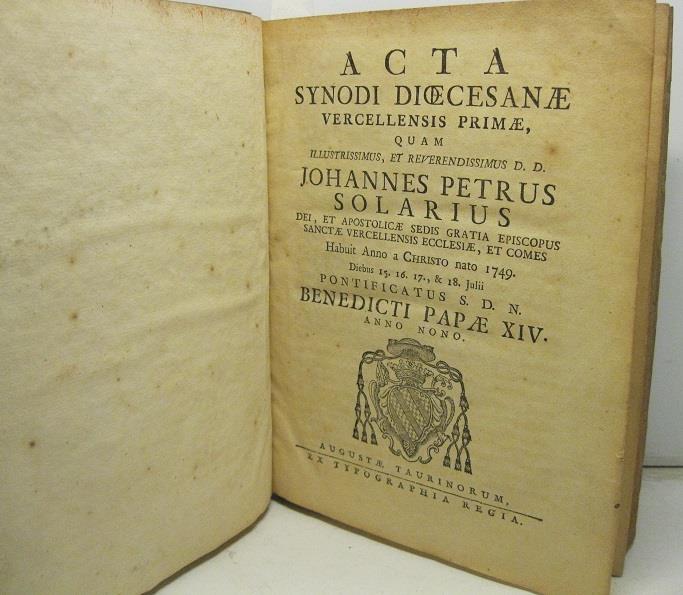 ACTA
SYNODI DIŒCESANÆ
VERCELLENSIS PRIMÆ,
QUAM
ILLUSTRISSIMUS, ET REVERENDISSIMUS D. D.
JOHANNES PETRUS
SOLARIUS
DEI, ET APOSTOLICÆ SEDIS GRATIA EPISCOPUS
SANCTÆ VERCELLENSIS ECCLESIÆ, ET COMES
Habuit Anno a CHRISTO nato 1749.
Diebus 15. 16. 17., & 18. Julii
PONTIFICATUS S. D. N.
BENEDICTI PAPÆ XIV.
ANNO NONO.
AUGUSTÆ TAURINORUM,
EX TYPOGRAPHIA REGIA.